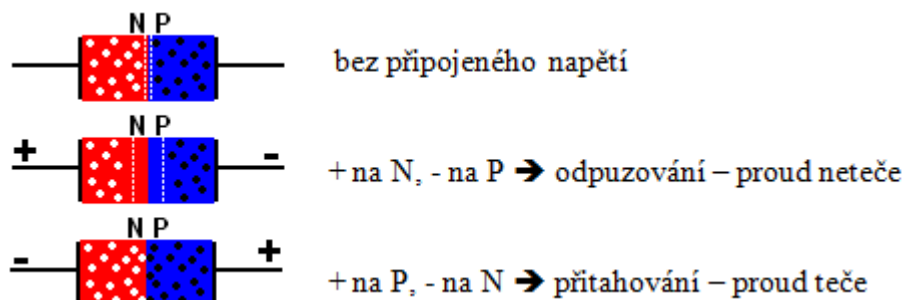 N P
bez připojeného napětí
N P
+ -
+ na N, - na P ➔ odpuzování – proud neteče
N P
- +
+ na P, - na N ➔ přitahování – proud teče